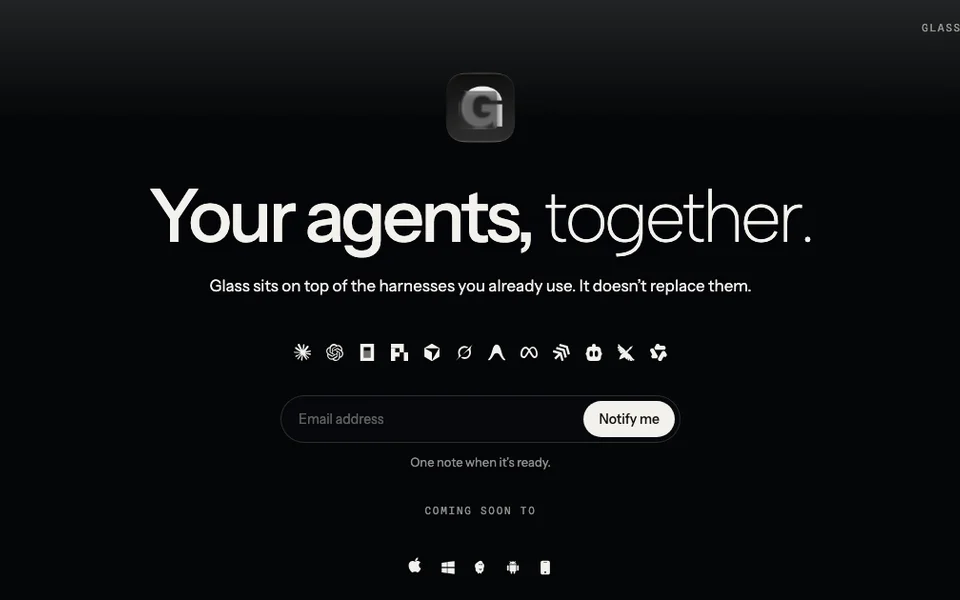 GLASS
G
Your agents, together.
Glass sits on top of the harnesses you already use. It doesn't replace them.
Email address
Notify me
One note when it's ready.
COMING SOON TO